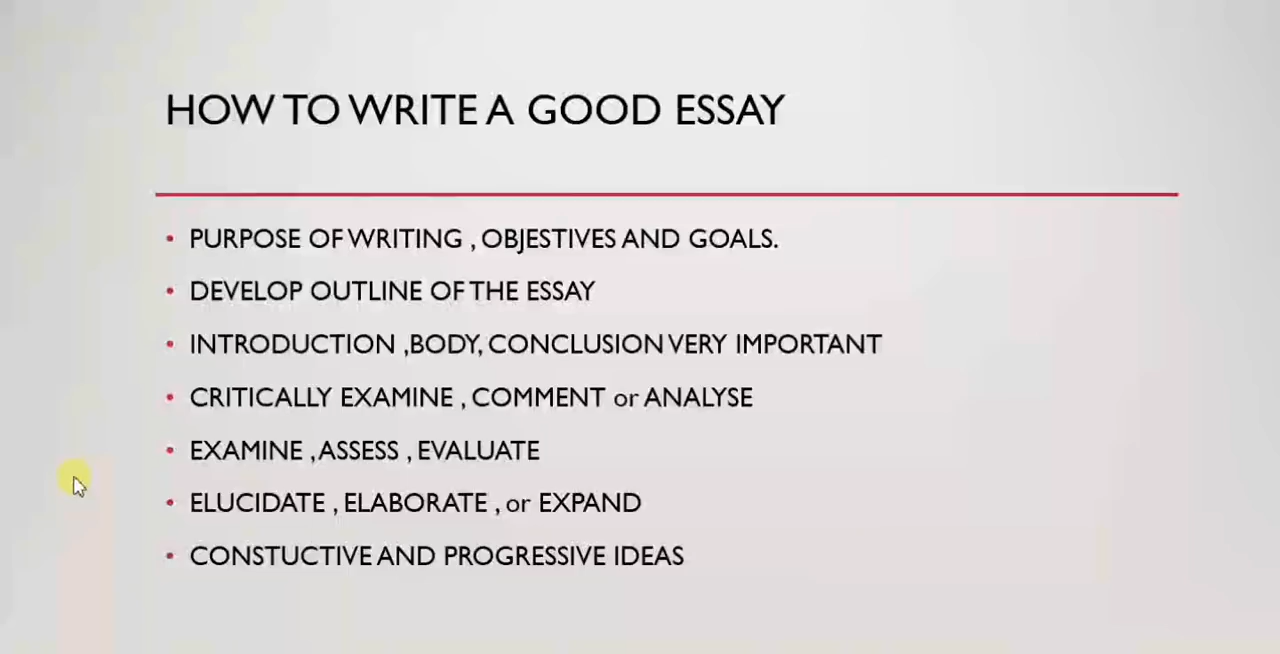 HOW TO WRITE A GOOD ESSAY
• PURPOSE OF WRITING , OBJESTIVES AND GOALS.
• DEVELOP OUTLINE OF THE ESSAY
• INTRODUCTION ,BODY, CONCLUSION VERY IMPORTANT
• CRITICALLY EXAMINE , COMMENT or ANALYSE
• EXAMINE ,ASSESS , EVALUATE
• ELUCIDATE , ELABORATE , or EXPAND
• CONSTUCTIVE AND PROGRESSIVE IDEAS